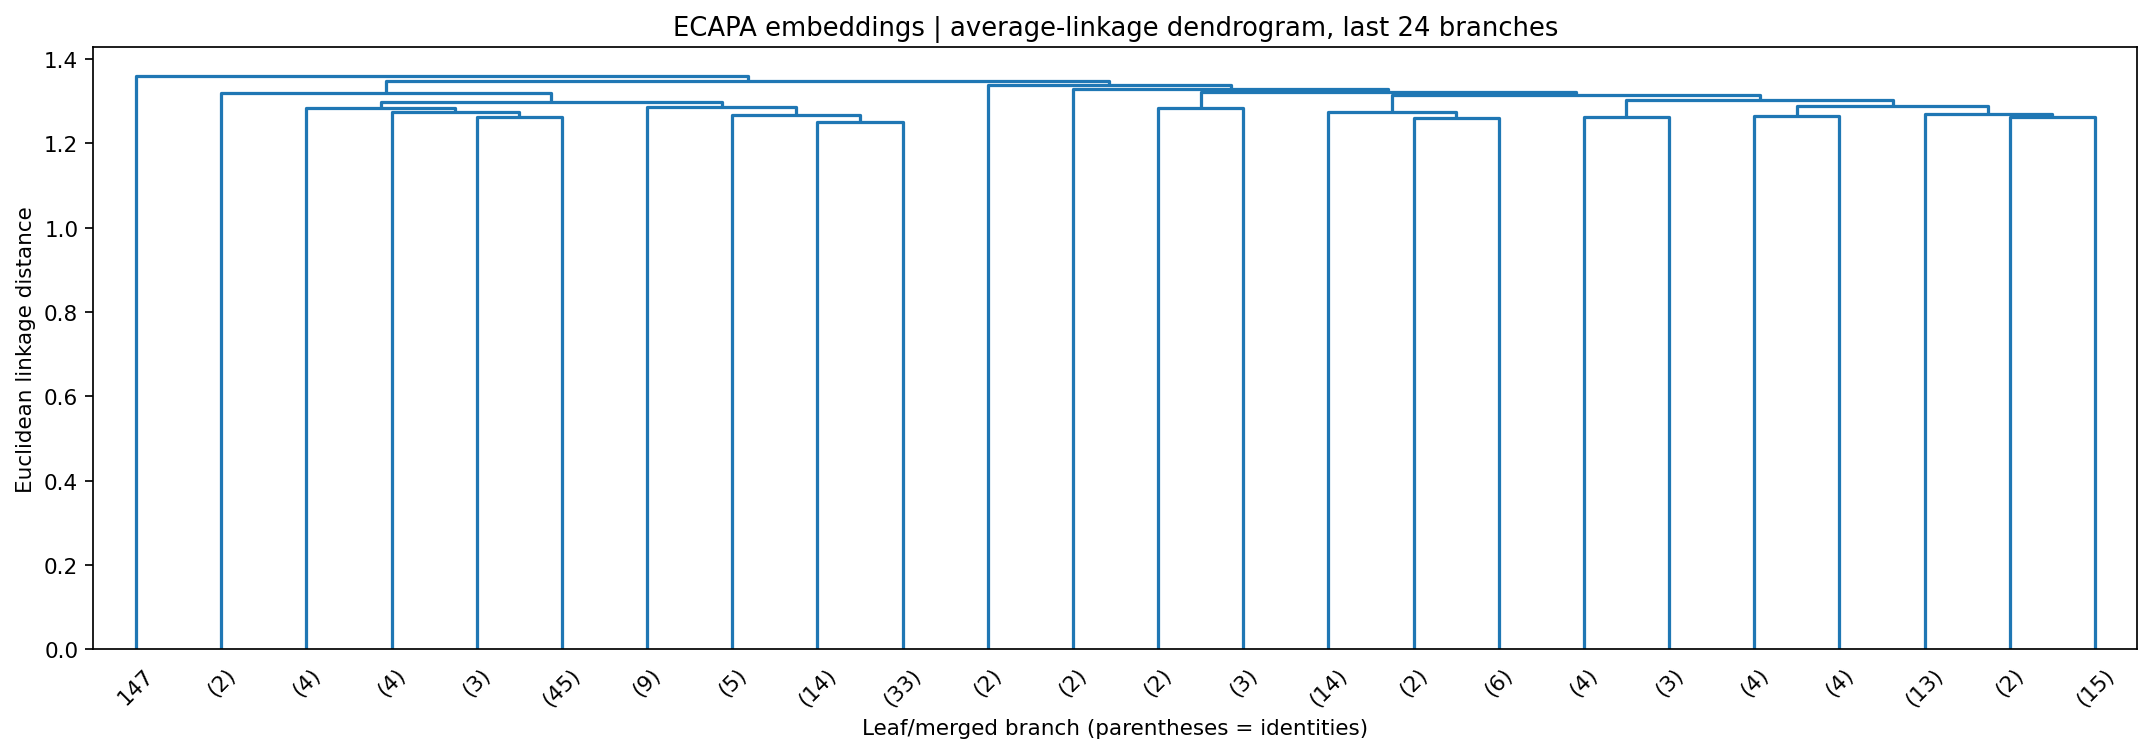 ECAPA embeddings | average-linkage dendrogram, last 24 branches
Euclidean linkage distance
1.4
1.2
1.0
0.8
0.6
0.4
0.2
0.0
147 (2) (4) (4) (3) (45) (9) (5) (14) (33) (2) (2) (2) (3) (14) (2) (6) (4) (3) (4) (4) (13) (2) (15)
Leaf/merged branch (parentheses = identities)